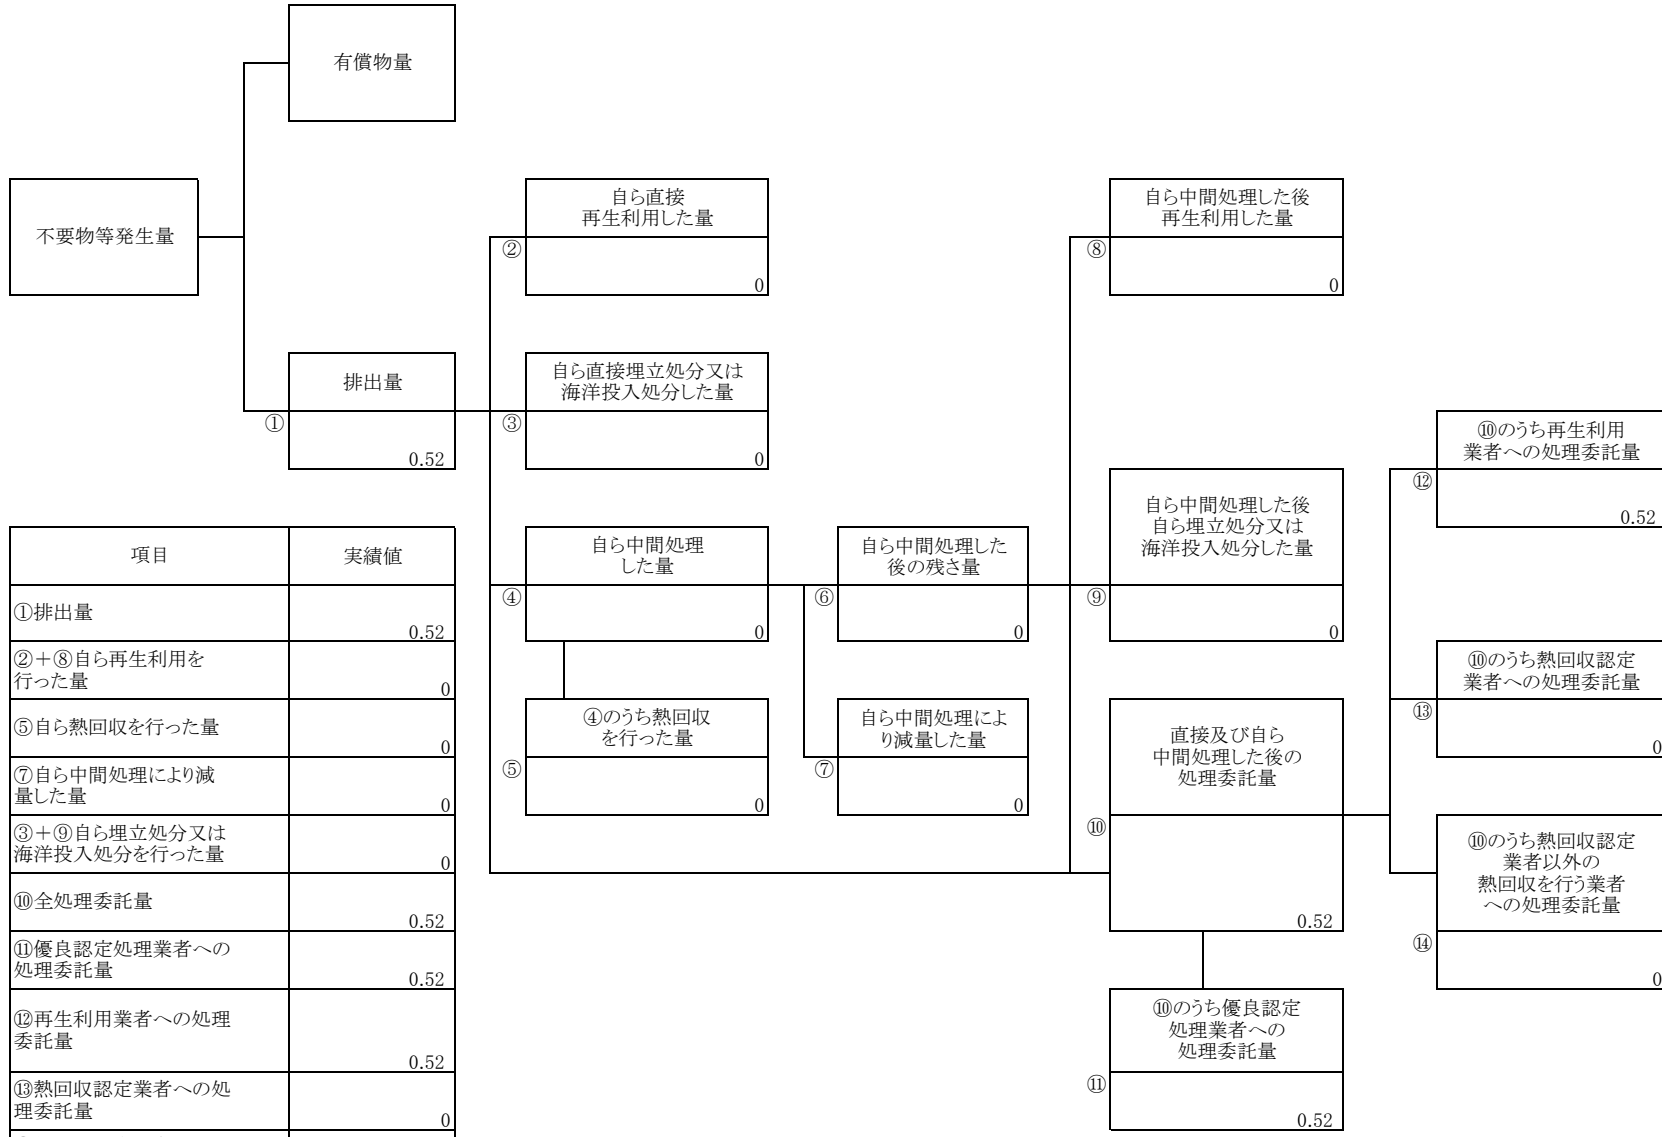 有償物量
不要物等発生量
自ら直接
再生利用した量
②
0
自ら中間処理した後
再生利用した量
⑧
0
排出量
①
0.52
自ら直接埋立処分又は
海洋投入処分した量
③
0
⑩のうち再生利用
業者への処理委託量
⑫
0.52
自ら中間処理
した量
④
0
自ら中間処理した
後の残さ量
⑥
0
自ら中間処理した後
自ら埋立処分又は
海洋投入処分した量
⑨
0
⑩のうち熱回収認定
業者への処理委託量
⑬
0
④のうち熱回収
を行った量
⑤
0
自ら中間処理によ
り減量した量
⑦
0
直接及び自ら
中間処理した後の
処理委託量
⑩
0.52
⑩のうち熱回収認定
業者以外の
熱回収を行う業者
への処理委託量
⑭
0
⑩のうち優良認定
処理業者への
処理委託量
⑪
0.52
項目 実績値
①排出量
0.52
②＋⑧自ら再生利用を
行った量
0
⑤自ら熱回収を行った量
0
⑦自ら中間処理により減
量した量
0
③＋⑨自ら埋立処分又は
海洋投入処分を行った量
0
⑩全処理委託量
0.52
⑪優良認定処理業者への
処理委託量
0.52
⑫再生利用業者への処理
委託量
0.52
⑬熱回収認定業者への処
理委託量
0